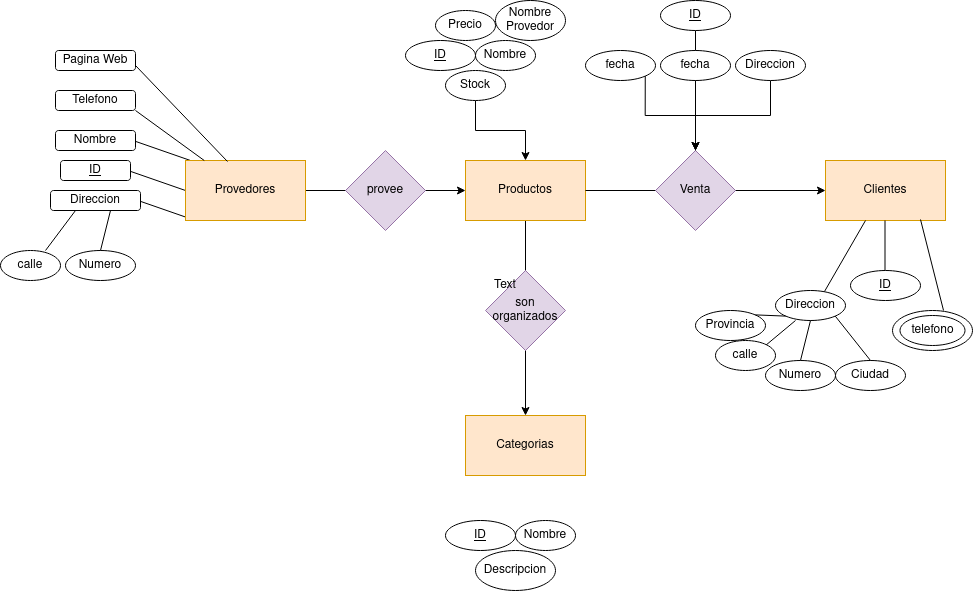 Nombre
Provedor
Precio
ID
Nombre
Stock
ID
fecha
fecha
Direccion
Pagina Web
Telefono
Nombre
ID
Direccion
calle
Numero
Provedores
provee
Productos
Venta
Clientes
Text
son
organizados
Direccion
ID
Provincia
telefono
calle
Numero
Ciudad
Categorias
ID
Nombre
Descripcion